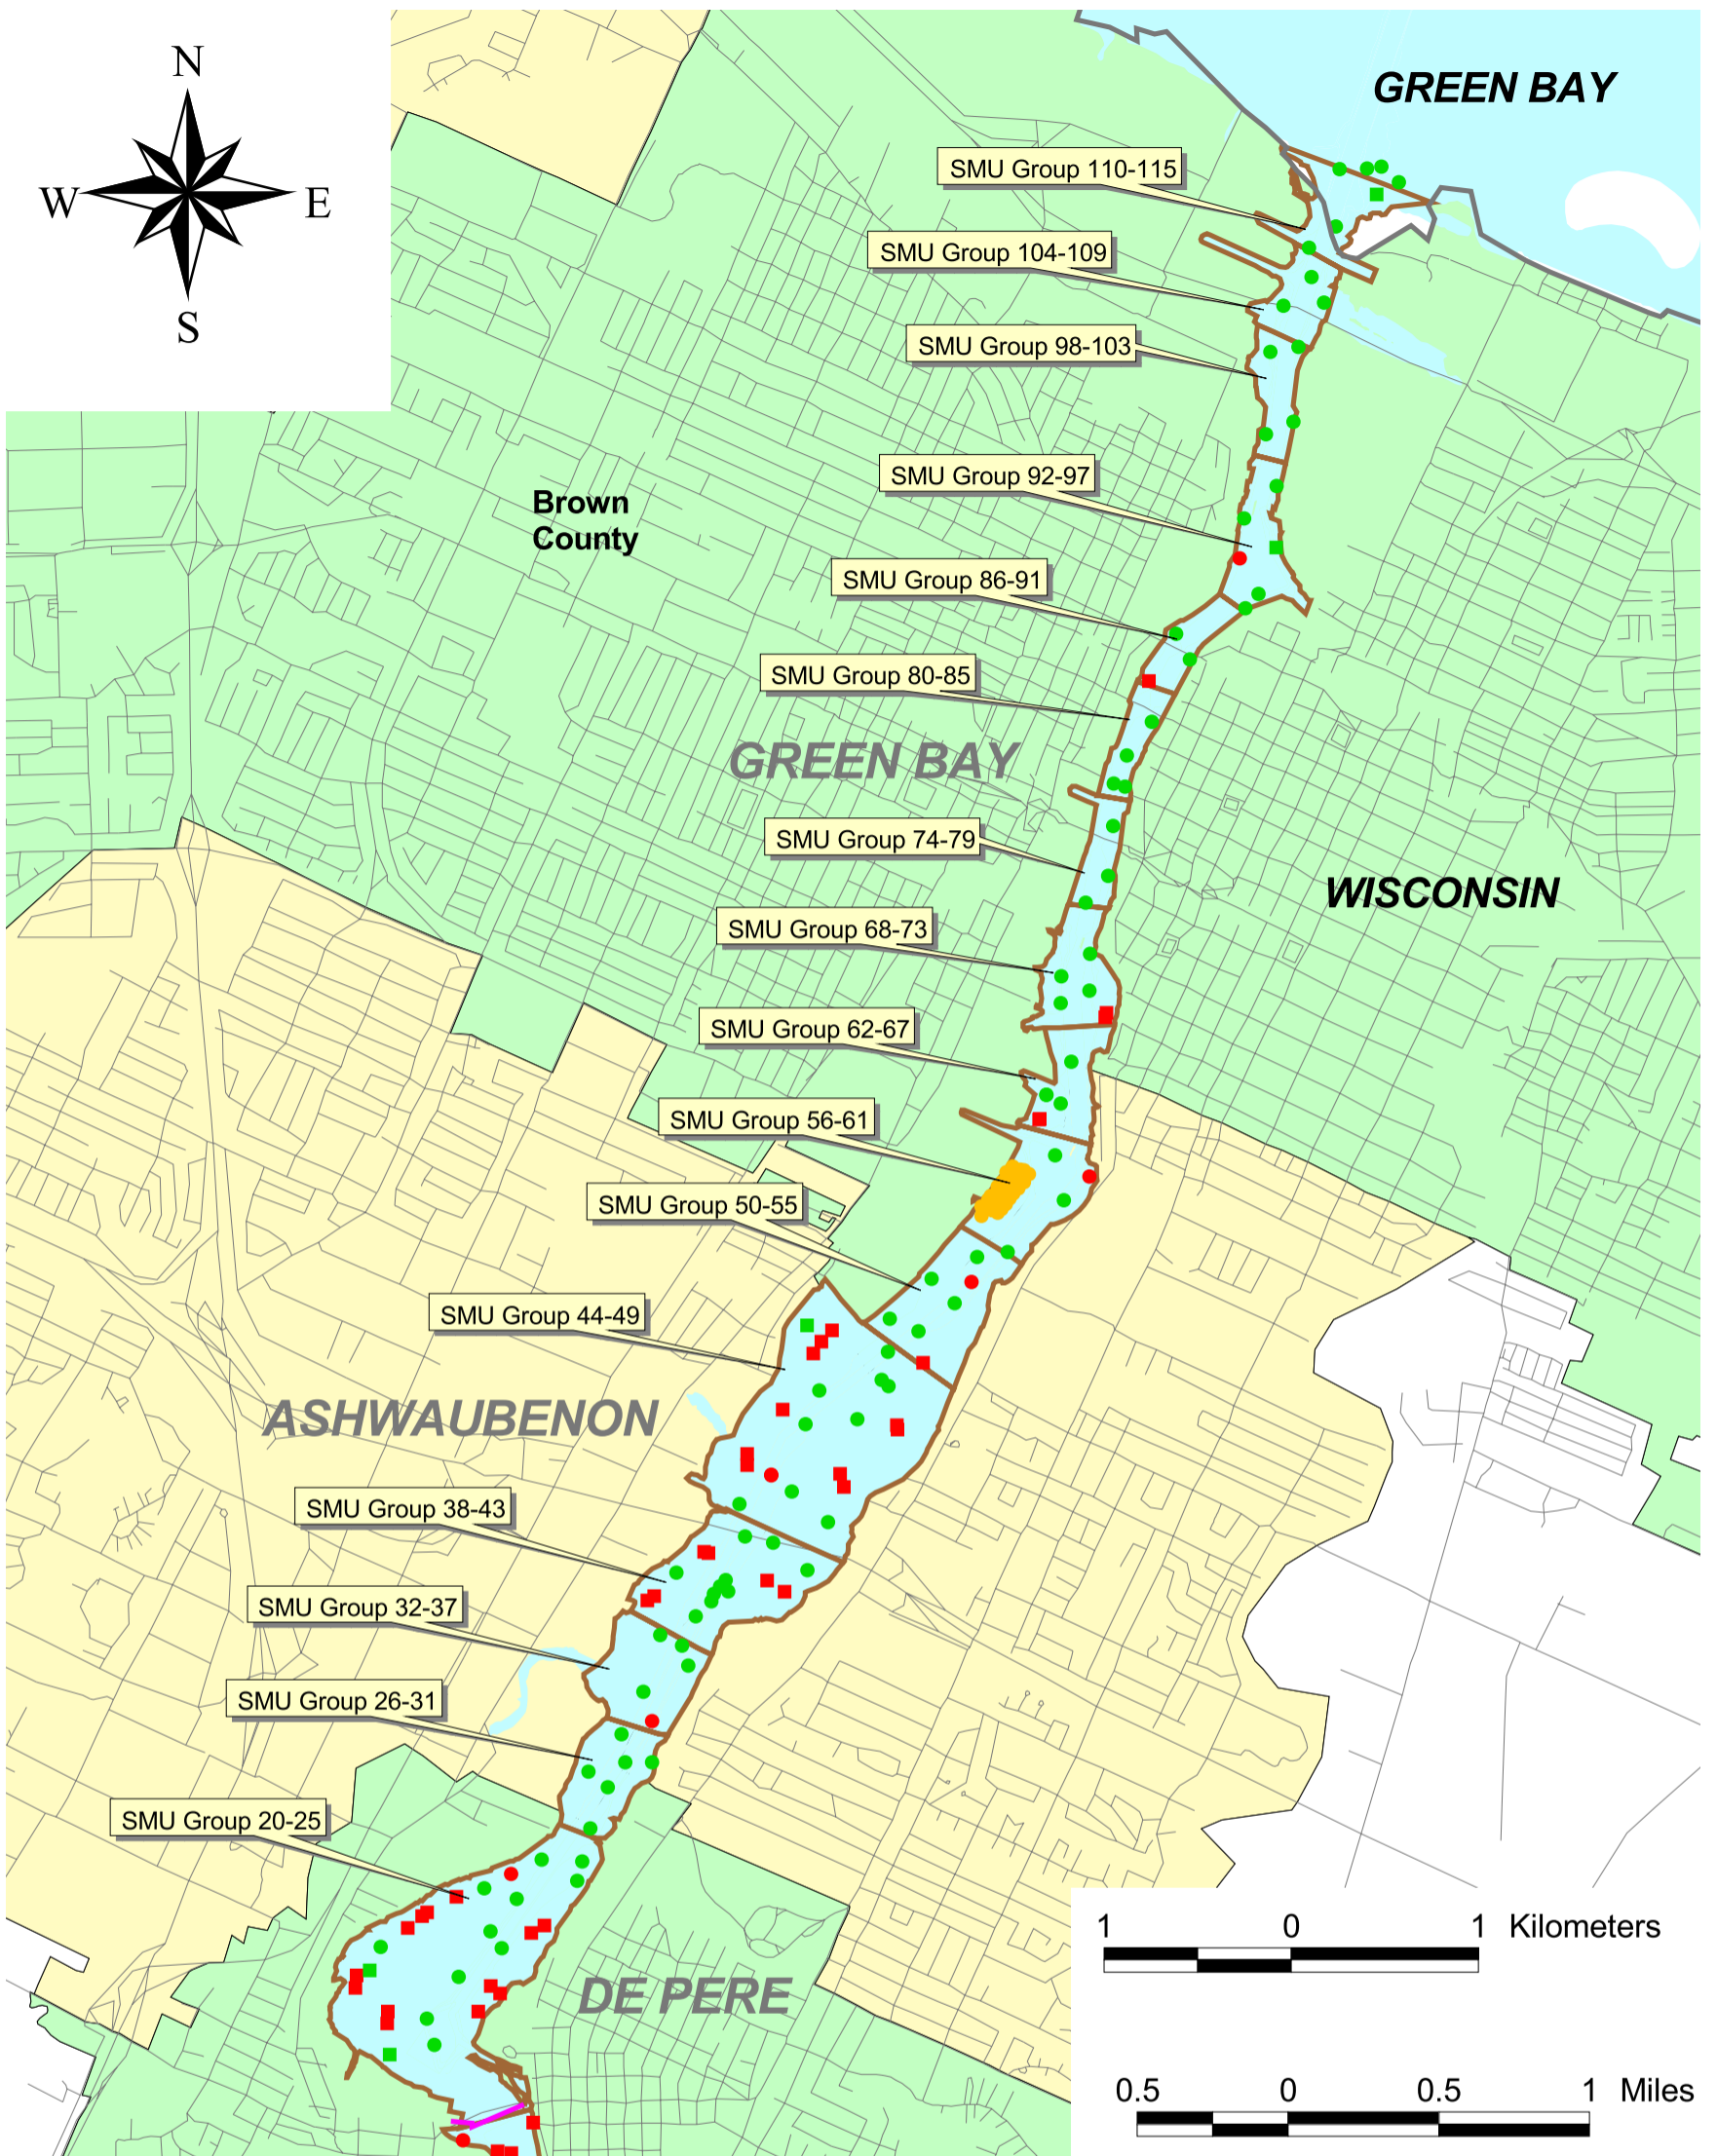 N
W
E
S
GREEN BAY
SMU Group 110-115
SMU Group 104-109
SMU Group 98-103
SMU Group 92-97
Brown
County
SMU Group 86-91
SMU Group 80-85
GREEN BAY
SMU Group 74-79
WISCONSIN
SMU Group 68-73
SMU Group 62-67
SMU Group 56-61
SMU Group 50-55
SMU Group 44-49
ASHWAUBENON
SMU Group 38-43
SMU Group 32-37
SMU Group 26-31
SMU Group 20-25
DE PERE
1 0 1 Kilometers
0.5 0 0.5 1 Miles